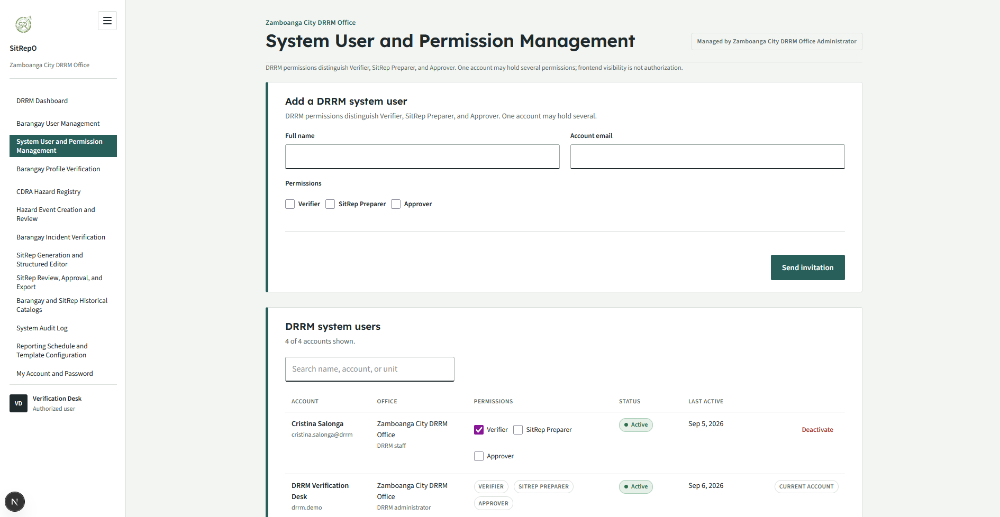 SR
SitRepO
Zamboanga City DRRM Office
DRRM Dashboard
Barangay User Management
System User and Permission
Management
Barangay Profile Verification
CDRA Hazard Registry
Hazard Event Creation and
Review
Barangay Incident Verification
SitRep Generation and
Structured Editor
SitRep Review, Approval, and
Export
Barangay and SitRep Historical
Catalogs
System Audit Log
Reporting Schedule and
Template Configuration
My Account and Password
VD
Verification Desk
Authorized user
N
Zamboanga City DRRM Office
System User and Permission Management
Managed by Zamboanga City DRRM Office Administrator
DRRM permissions distinguish Verifier, SitRep Preparer, and Approver. One account may hold several permissions; frontend visibility is not authorization.
Add a DRRM system user
DRRM permissions distinguish Verifier, SitRep Preparer, and Approver. One account may hold several.
Full name
Account email
Permissions
Verifier
SitRep Preparer
Approver
Send invitation
DRRM system users
4 of 4 accounts shown.
Search name, account, or unit
ACCOUNT
OFFICE
PERMISSIONS
STATUS
LAST ACTIVE
Cristina Salonga
cristina.salonga@drrm
Zamboanga City DRRM
Office
DRRM staff
Verifier
SitRep Preparer
Approver
Active
Sep 5, 2026
Deactivate
DRRM Verification
Desk
drrm.demo
Zamboanga City DRRM
Office
DRRM administrator
VERIFIER
SITREP PREPARER
APPROVER
Active
Sep 6, 2026
CURRENT ACCOUNT